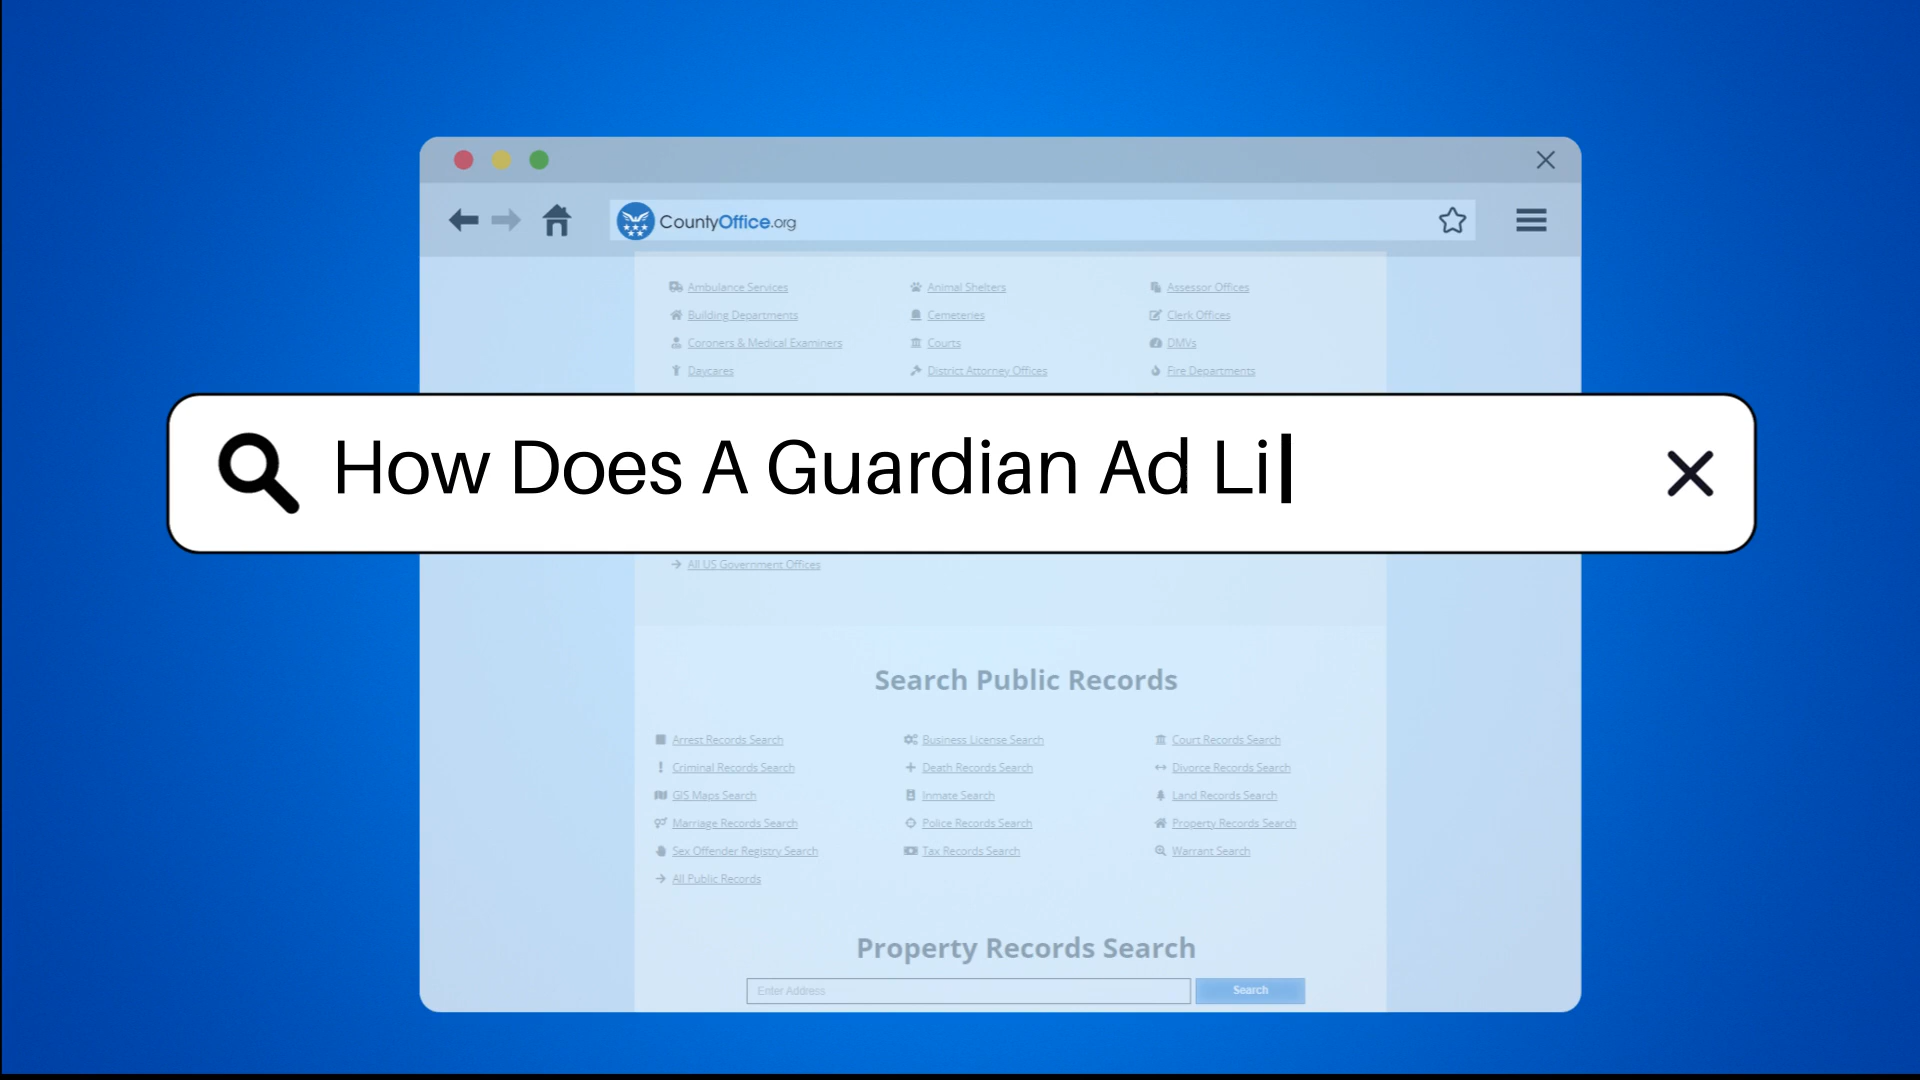 CountyOffice.org
Ambulance Services Animal Shelters Assessor Offices
Building Departments Cemeteries Clerk Offices
Coroners & Medical Examiners Courts DMVs
Daycares District Attorney Offices Fire Departments
How Does A Guardian Ad Li
All US Government Offices
Search Public Records
Arrest Records Search Business License Search Court Records Search
Criminal Records Search Death Records Search Divorce Records Search
GIS Maps Search Inmate Search Land Records Search
Marriage Records Search Police Records Search Property Records Search
Sex Offender Registry Search Tax Records Search Warrant Search
All Public Records
Property Records Search
Enter Address Search